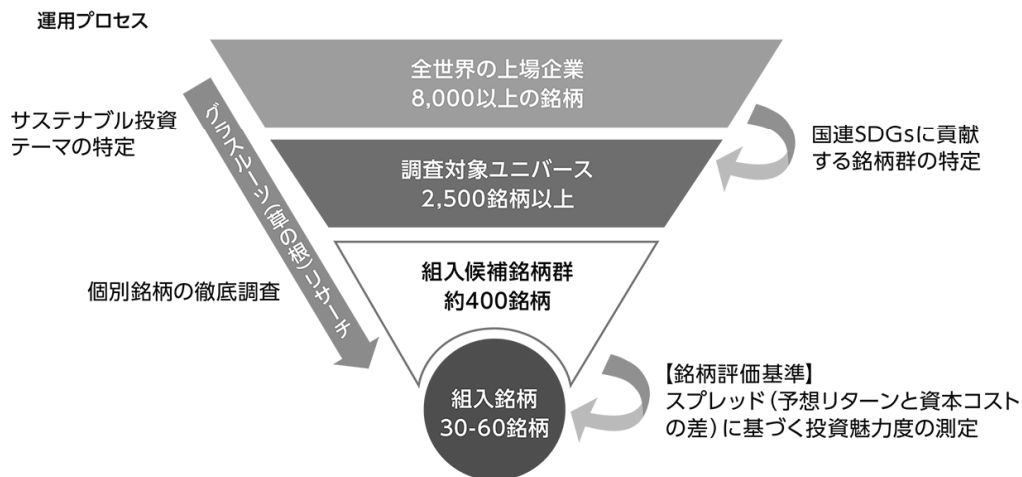 運用プロセス
全世界の上場企業
8,000以上の銘柄
サステナブル投資
テーマの特定
グラスルーツ(草の根)リサーチ
国連SDGsに貢献
する銘柄群の特定
調査対象ユニバース
2,500銘柄以上
組入候補銘柄群
約400銘柄
個別銘柄の徹底調査
組入銘柄
30-60銘柄
【銘柄評価基準】
スプレッド(予想リターンと資本コスト
の差)に基づく投資魅力度の測定